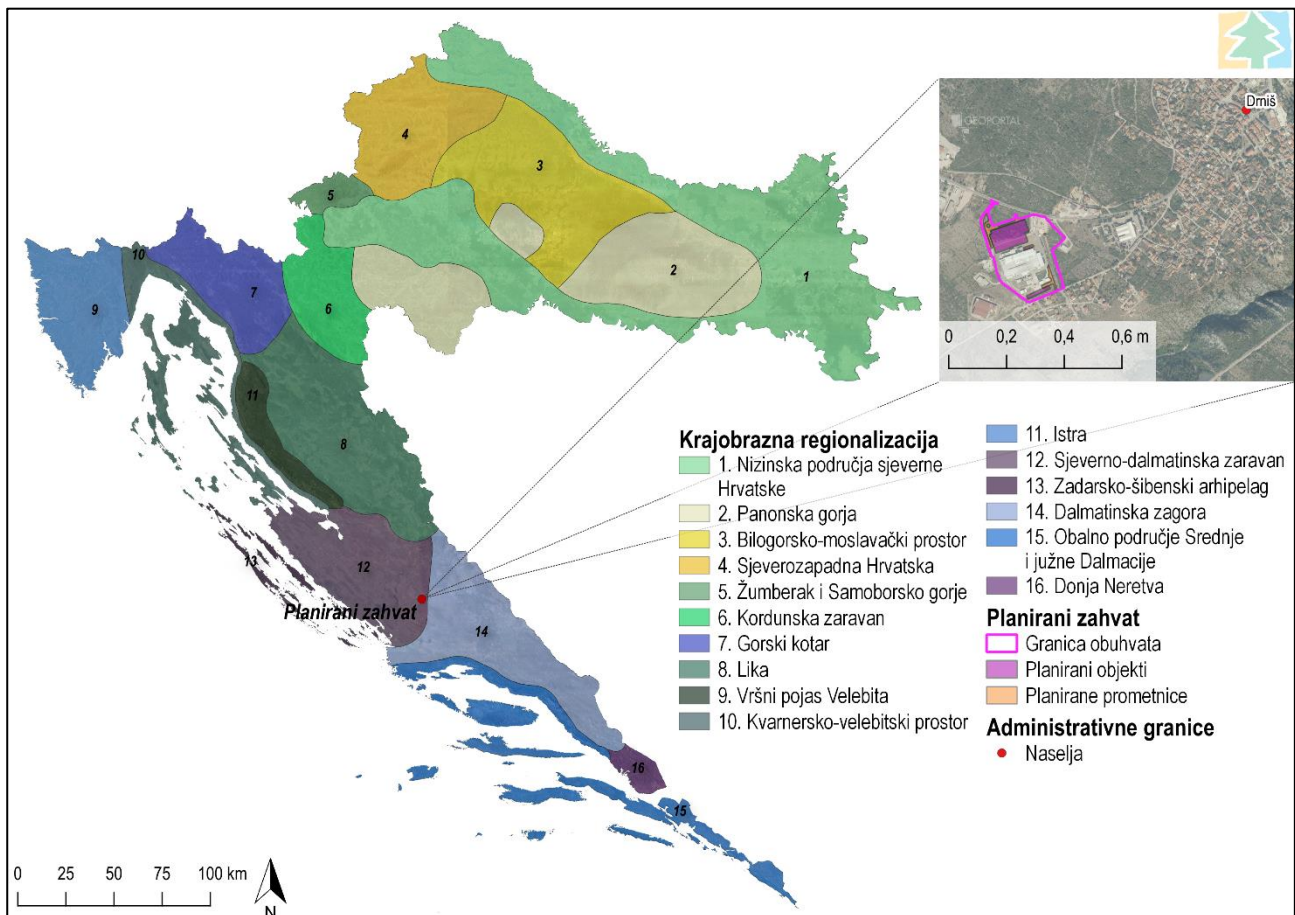 4
3
5
10
2
1
7
9
6
11
8
13
12
Planirani zahvat
14
16
15
Drniš
GEOPORTAL
0 0,2 0,4 0,6 m
Krajobrazna regionalizacija
1. Nizinska područja sjeverne
Hrvatske
2. Panonska gorja
3. Bilogorsko-moslavački prostor
4. Sjeverozapadna Hrvatska
5. Žumberak i Samoborsko gorje
6. Kordunska zaravan
7. Gorski kotar
8. Lika
9. Vršni pojas Velebita
10. Kvarnersko-velebitski prostor
11. Istra
12. Sjeverno-dalmatinska zaravan
13. Zadarsko-šibenski arhipelag
14. Dalmatinska zagora
15. Obalno područje Srednje
i južne Dalmacije
16. Donja Neretva
Planirani zahvat
Granica obuhvata
Planirani objekti
Planirane prometnice
Administrativne granice
Naselja
0 25 50 75 100 km
N